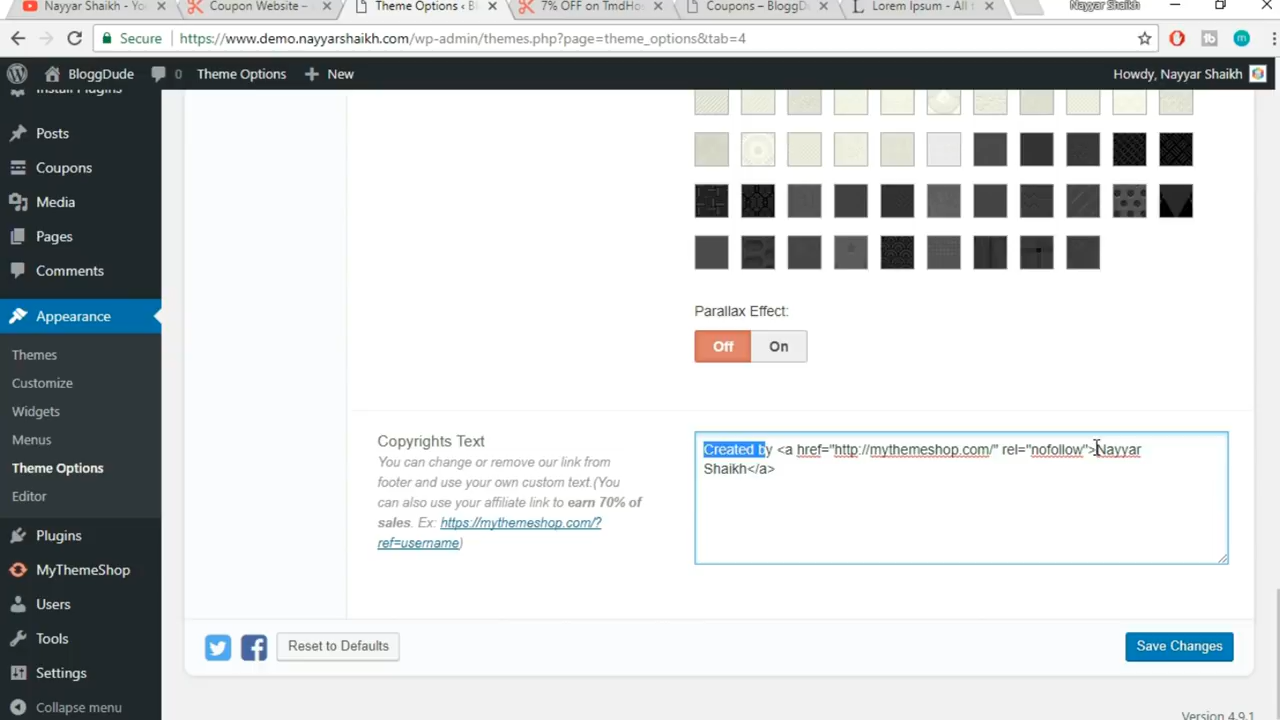 Nayyar Shaikh - Yo
Coupon Website –
Theme Options ‹ Bl
7% OFF on TmdHos
Coupons – BloggDu
Lorem Ipsum - All t
Nayyar Shaikh
Secure
https://www.demo.nayyarshaikh.com/wp-admin/themes.php?page=theme_options&tab=4
BloggDude
0
Theme Options
New
Howdy, Nayyar Shaikh
Install Plugins
Posts
Coupons
Media
Pages
Comments
Appearance
Themes
Customize
Widgets
Menus
Theme Options
Editor
Plugins
MyThemeShop
Users
Tools
Settings
Collapse menu
Parallax Effect:
Off
On
Copyrights Text
You can change or remove our link from
footer and use your own custom text.(You
can also use your affiliate link to earn 70% of
sales. Ex: https://mythemeshop.com/?
ref=username)
Created by <a href="http://mythemeshop.com/" rel="nofollow">Nayyar
Shaikh</a>
Reset to Defaults
Save Changes
Version 4.9.1